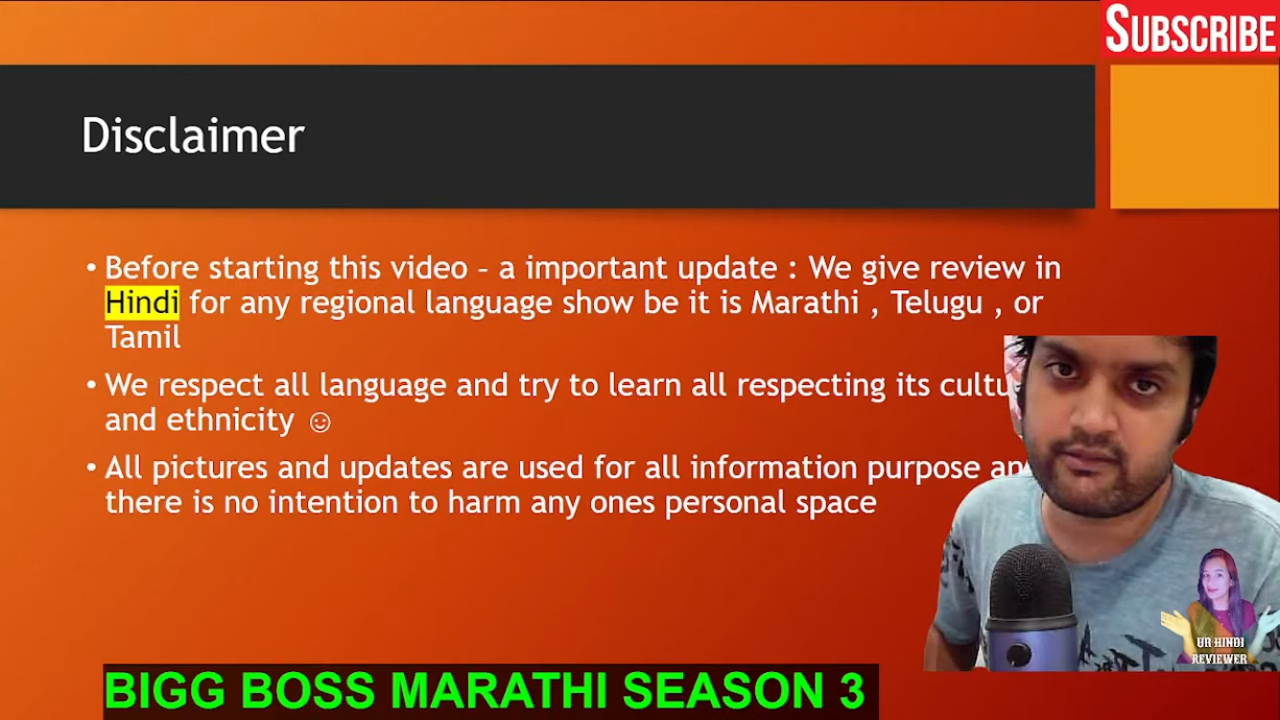 SUBSCRIBE
Disclaimer
• Before starting this video – a important update : We give review in
Hindi for any regional language show be it is Marathi , Telugu , or
Tamil
• We respect all language and try to learn all respecting its cultu
and ethnicity ☺
• All pictures and updates are used for all information purpose an
there is no intention to harm any ones personal space
UR HINDI
REVIEWER
BIGG BOSS MARATHI SEASON 3